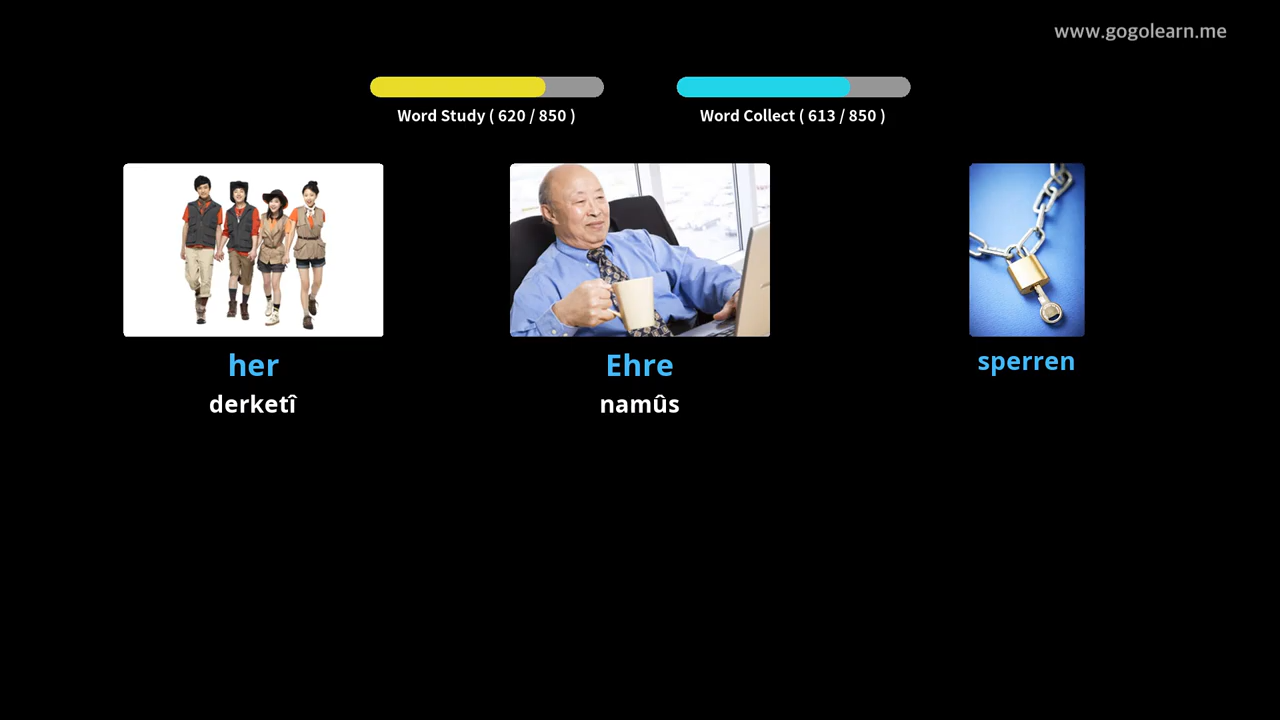 www.gogolearn.me
Word Study ( 620 / 850 )
Word Collect ( 613 / 850 )
her
derketî
Ehre
namûs
sperren